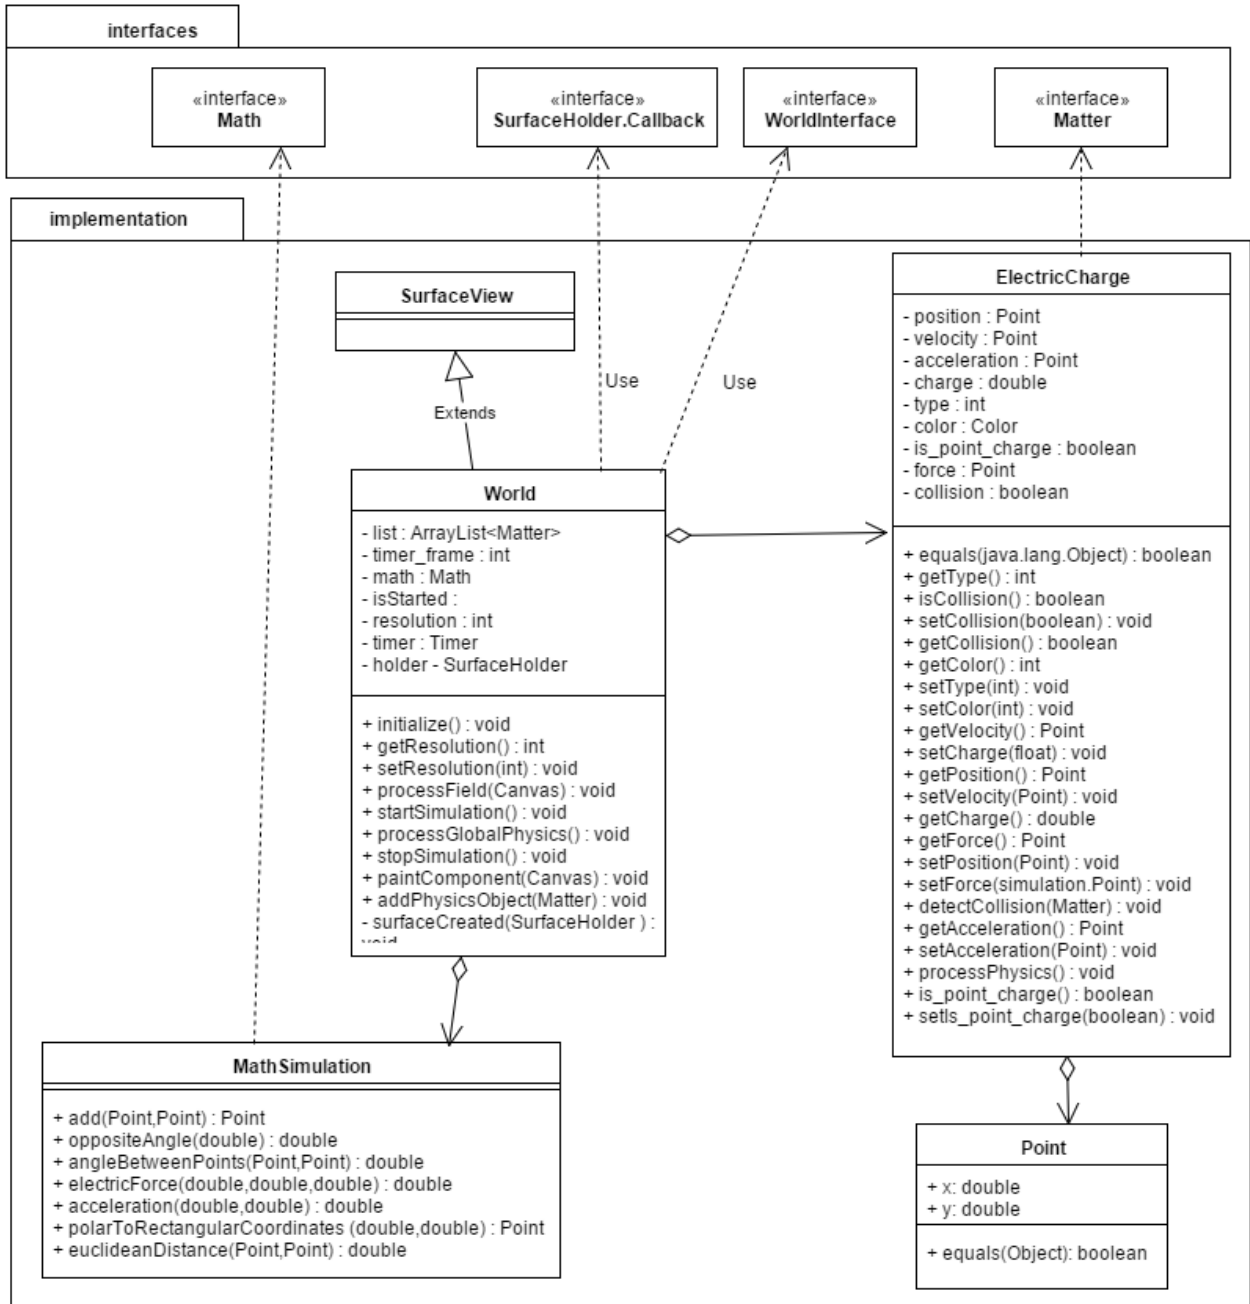 interfaces
«interface»
Math
«interface»
SurfaceHolder.Callback
«interface»
WorldInterface
«interface»
Matter
implementation
SurfaceView
Extends
Use
Use
World
- list : ArrayList<Matter>
- timer_frame : int
- math : Math
- isStarted :
- resolution : int
- timer : Timer
- holder - SurfaceHolder
+ initialize() : void
+ getResolution() : int
+ setResolution(int) : void
+ processField(Canvas) : void
+ startSimulation() : void
+ processGlobalPhysics() : void
+ stopSimulation() : void
+ paintComponent(Canvas) : void
+ addPhysicsObject(Matter) : void
- surfaceCreated(SurfaceHolder ) :
void
ElectricCharge
- position : Point
- velocity : Point
- acceleration : Point
- charge : double
- type : int
- color : Color
- is_point_charge : boolean
- force : Point
- collision : boolean
+ equals(java.lang.Object) : boolean
+ getType() : int
+ isCollision() : boolean
+ setCollision(boolean) : void
+ getCollision() : boolean
+ getColor() : int
+ setType(int) : void
+ setColor(int) : void
+ getVelocity() : Point
+ setCharge(float) : void
+ getPosition() : Point
+ setVelocity(Point) : void
+ getCharge() : double
+ getForce() : Point
+ setPosition(Point) : void
+ setForce(simulation.Point) : void
+ detectCollision(Matter) : void
+ getAcceleration() : Point
+ setAcceleration(Point) : void
+ processPhysics() : void
+ is_point_charge() : boolean
+ setIs_point_charge(boolean) : void
MathSimulation
+ add(Point,Point) : Point
+ oppositeAngle(double) : double
+ angleBetweenPoints(Point,Point) : double
+ electricForce(double,double,double) : double
+ acceleration(double,double) : double
+ polarToRectangularCoordinates (double,double) : Point
+ euclideanDistance(Point,Point) : double
Point
+ x: double
+ y: double
+ equals(Object): boolean